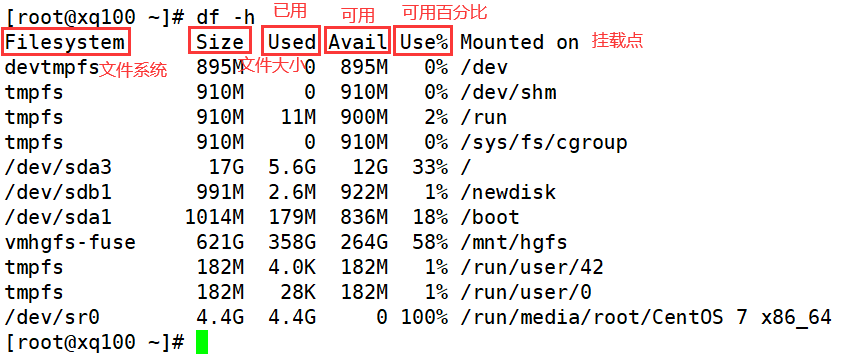 [root@xq100 ~]# df -h 已用 可用 可用百分比
Filesystem Size Used Avail Use% Mounted on 挂载点
devtmpfs 895M 0 895M 0% /dev
文件系统 文件大小
tmpfs 910M 0 910M 0% /dev/shm
tmpfs 910M 11M 900M 2% /run
tmpfs 910M 0 910M 0% /sys/fs/cgroup
/dev/sda3 17G 5.6G 12G 33% /
/dev/sdb1 991M 2.6M 922M 1% /newdisk
/dev/sda1 1014M 179M 836M 18% /boot
vmhgfs-fuse 621G 358G 264G 58% /mnt/hgfs
tmpfs 182M 4.0K 182M 1% /run/user/42
tmpfs 182M 28K 182M 1% /run/user/0
/dev/sr0 4.4G 4.4G 0 100% /run/media/root/CentOS 7 x86_64
[root@xq100 ~]#